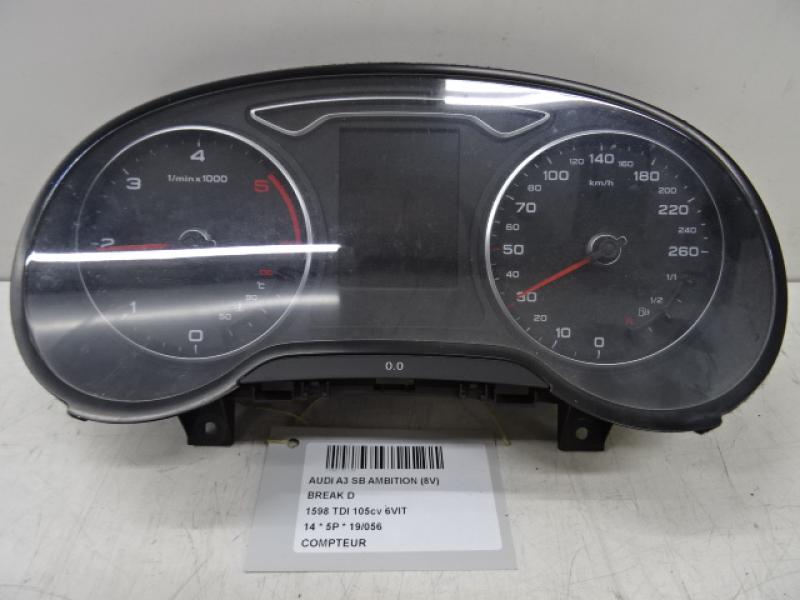 4
3
5
1/min x 1000
2
1
0
90
°C
50
120 140 160
100
180
80
km/h
200
70
220
60
240
50
260
30
30
20
10
0
1/1
1/2
R
0.0
AUDI A3 SB AMBITION (8V)
BREAK D
1598 TDI 105cv 6VIT
14 * 5P * 19/056
COMPTEUR